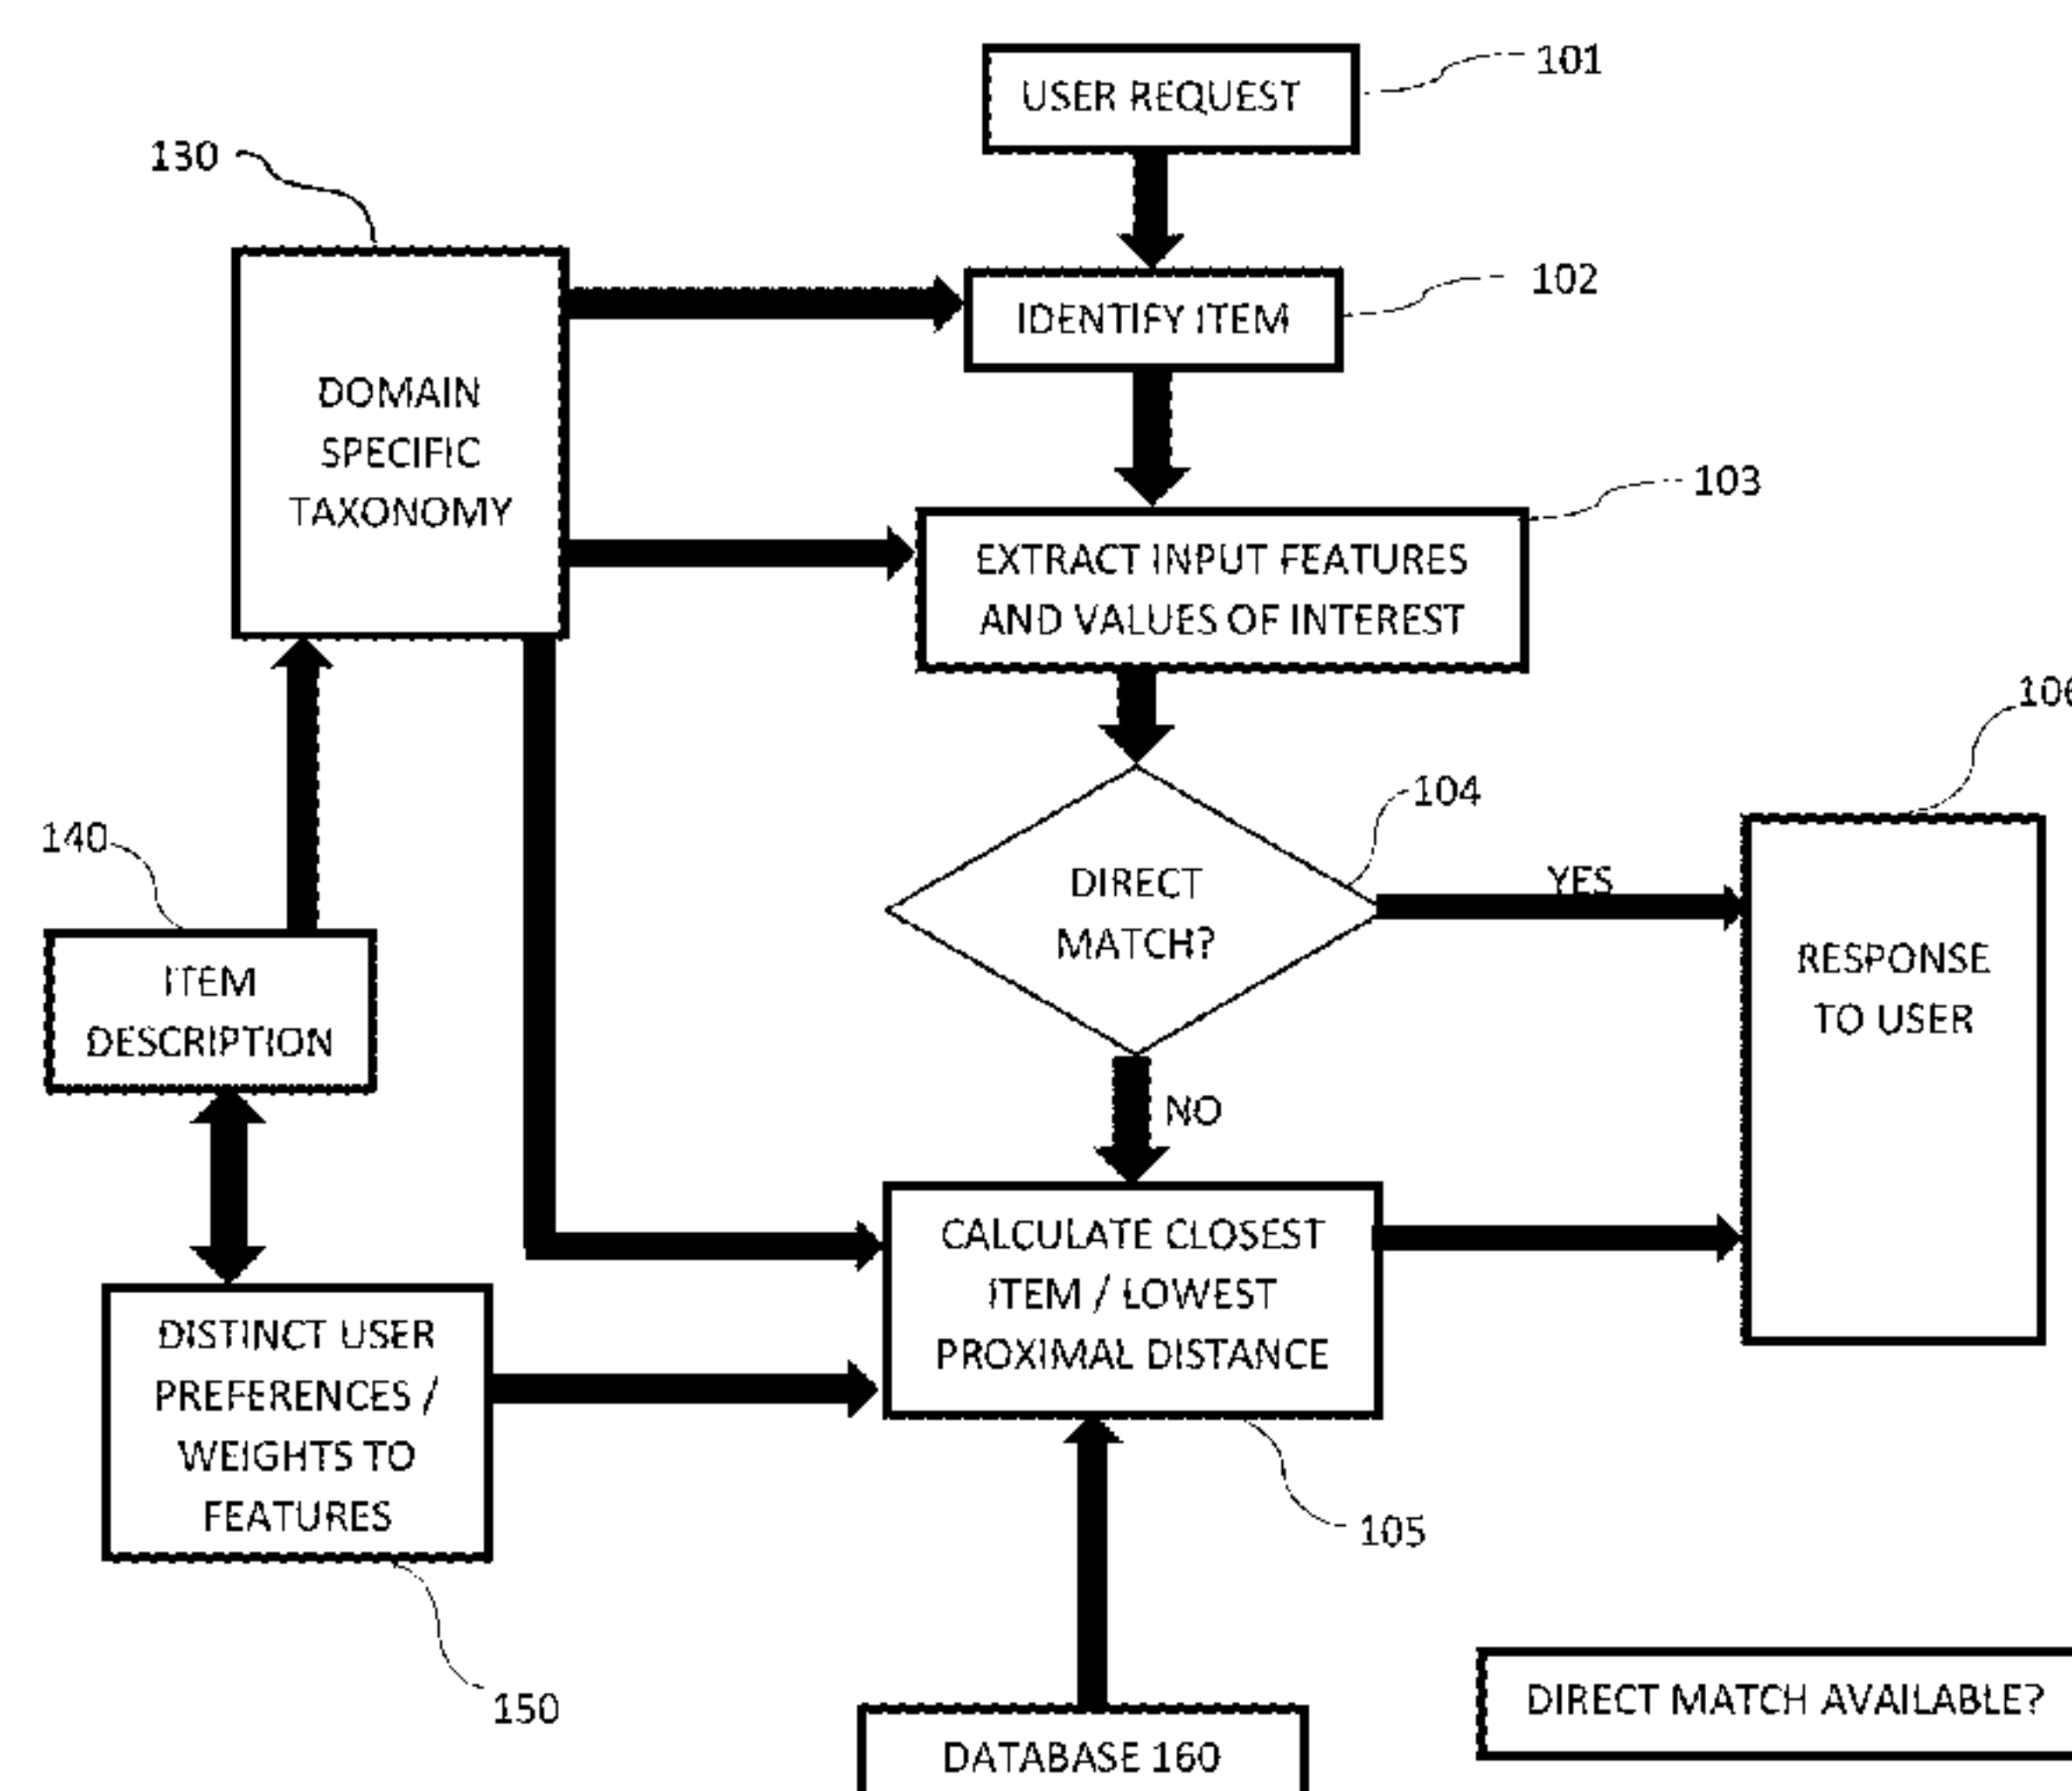 USER REQUEST
101
130
IDENTIFY ITEM
102
DOMAIN
SPECIFIC
TAXONOMY
EXTRACT INPUT FEATURES
AND VALUES OF INTEREST
103
140
ITEM
DESCRIPTION
DIRECT
MATCH?
104
YES
NO
106
RESPONSE
TO USER
DISTINCT USER
PREFERENCES /
WEIGHTS TO
FEATURES
150
CALCULATE CLOSEST
ITEM / LOWEST
PROXIMAL DISTANCE
105
DATABASE 160
DIRECT MATCH AVAILABLE?